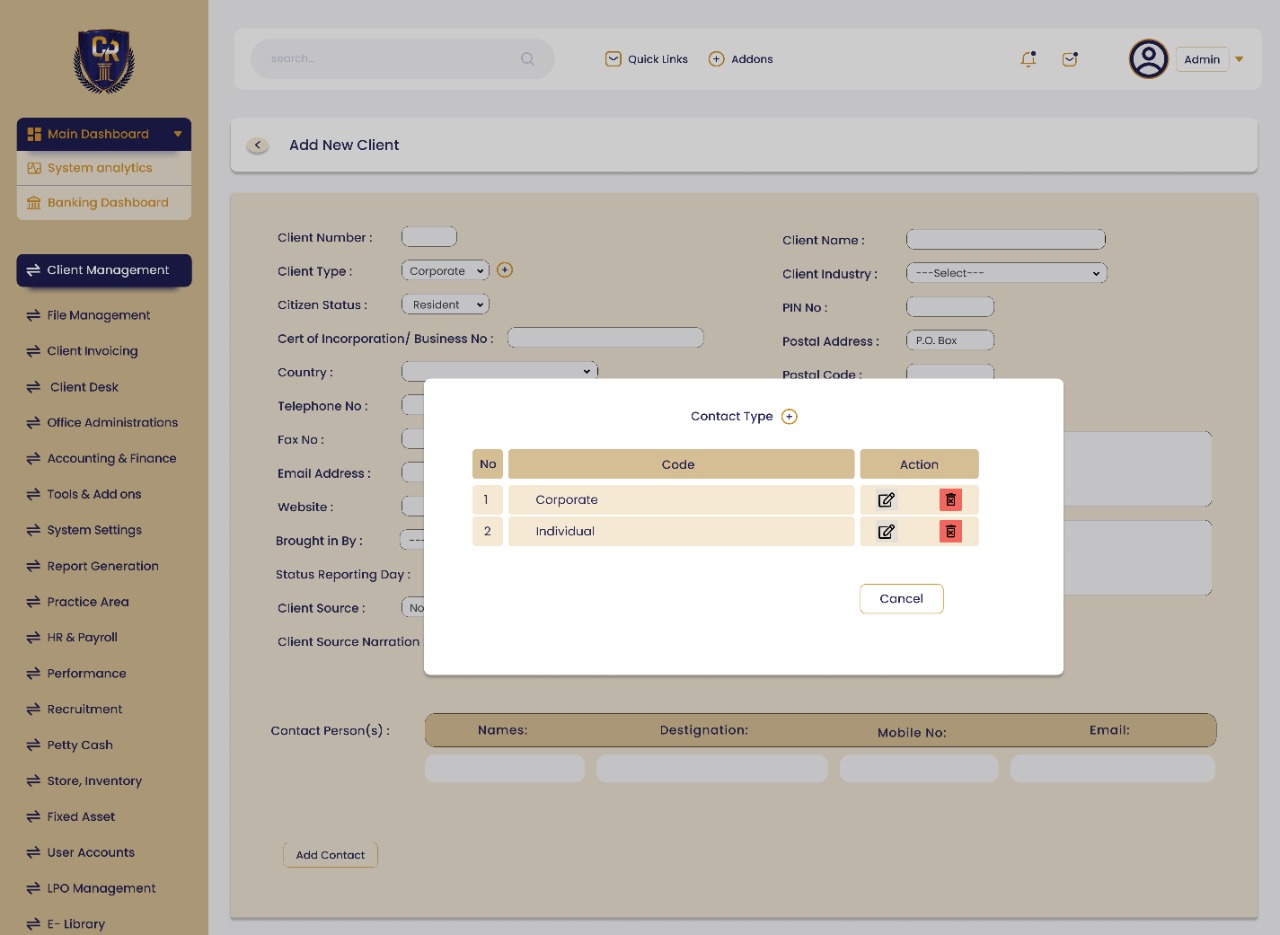 CR
search...
Quick Links
Addons
Admin
Main Dashboard
System analytics
Banking Dashboard
Client Management
File Management
Client Invoicing
Client Desk
Office Administrations
Accounting & Finance
Tools & Add ons
System Settings
Report Generation
Practice Area
HR & Payroll
Performance
Recruitment
Petty Cash
Store, Inventory
Fixed Asset
User Accounts
LPO Management
E- Library
Add New Client
Client Number :
Client Type :
Corporate
Citizen Status :
Resident
Cert of Incorporation/ Business No :
Country :
Telephone No :
Fax No :
Email Address :
Website :
Brought in By :
Status Reporting Day :
Client Source :
No
Client Source Narration
Client Name :
Client Industry :
---Select---
PIN No :
Postal Address :
P.O. Box
Postal Code :
Contact Type
No Code Action
1 Corporate
2 Individual
Cancel
Contact Person(s) :
Names: Destignation: Mobile No: Email:
Add Contact